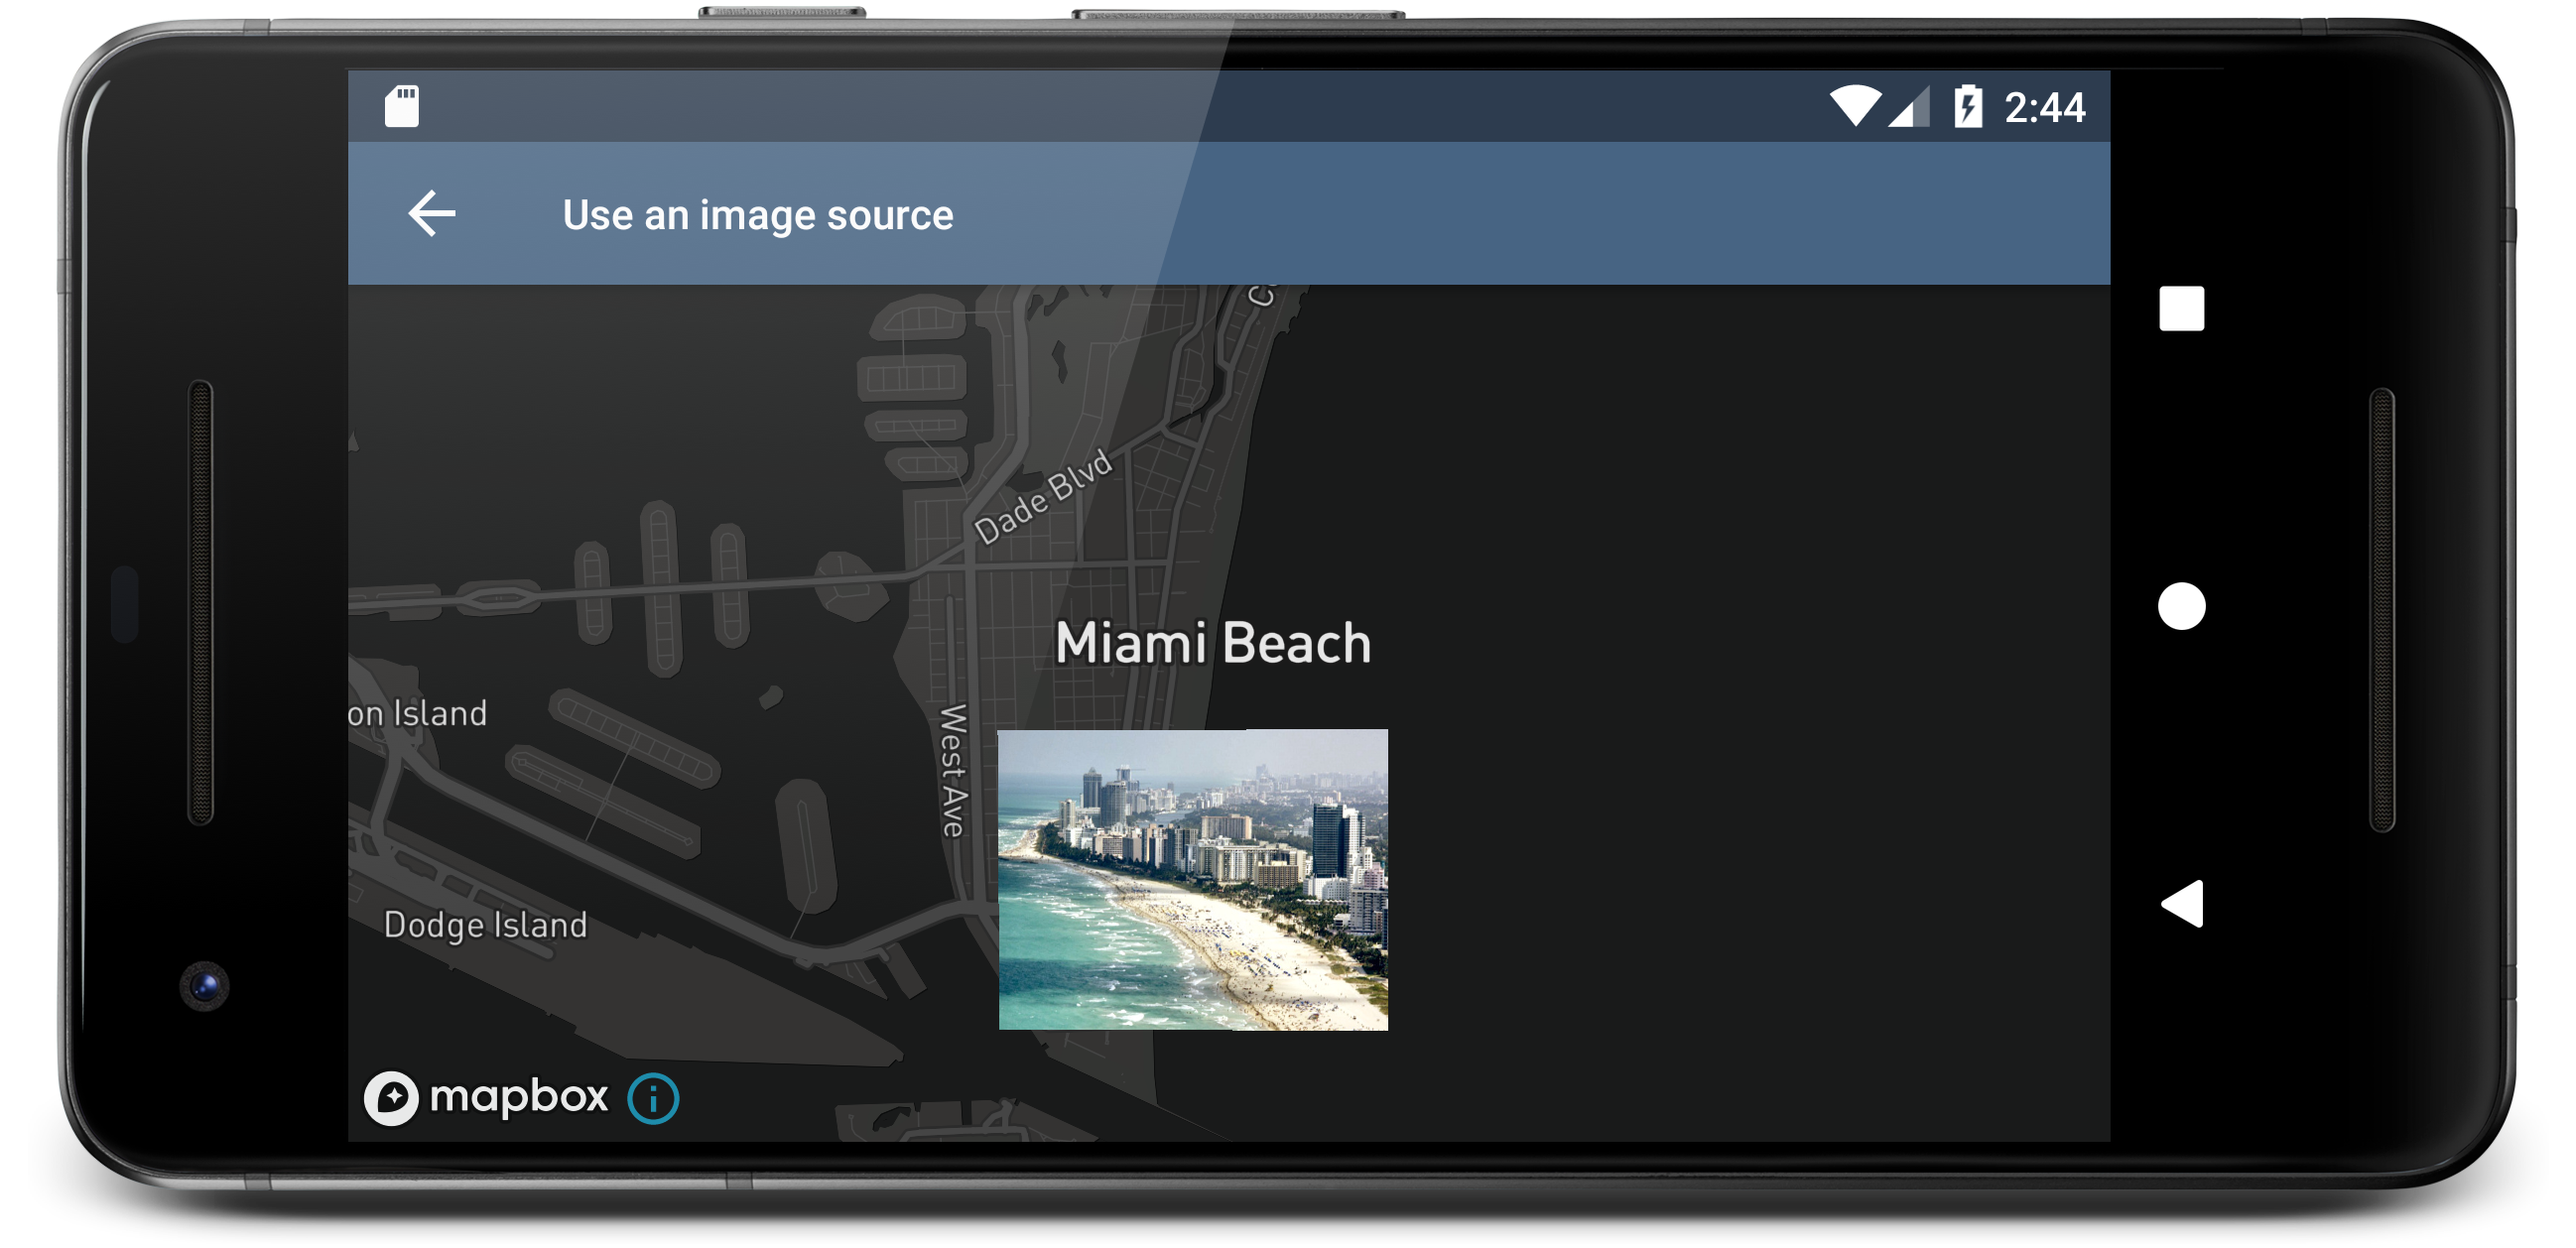 2:44
Use an image source
Dade Blvd
Miami Beach
on Island
West Ave
Dodge Island
mapbox